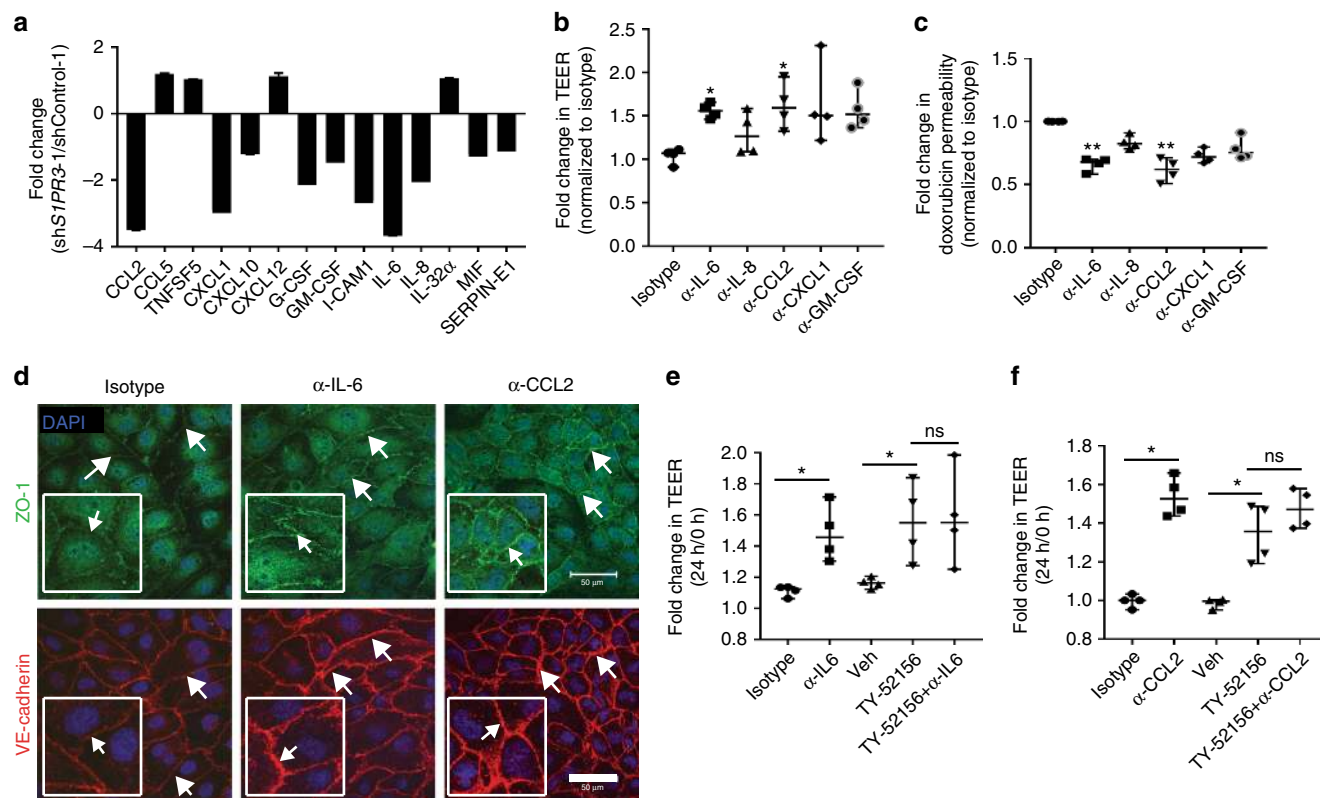 a
Fold change
(shS1PR3-1/shControl-1)
2
0
–2
–4
CCL2
CCL5
TNFSF5
CXCL1
CXCL10
CXCL12
G-CSF
GM-CSF
I-CAM1
IL-6
IL-8
IL-32α
MIF
SERPIN-E1
b
Fold change in TEER
(normalized to isotype)
2.5
2.0
1.5
1.0
0.5
0.0
*
*
Isotype
α-IL-6
α-IL-8
α-CCL2
α-CXCL1
α-GM-CSF
c
Fold change in
doxorubicin permeability
(normalized to isotype)
1.5
1.0
0.5
0.0
**
**
Isotype
α-IL-6
α-IL-8
α-CCL2
α-CXCL1
α-GM-CSF
d
Isotype
α-IL-6
α-CCL2
DAPI
ZO-1
50 µm
VE-cadherin
50 µm
e
Fold change in TEER
(24 h/0 h)
2.0
1.8
1.6
1.4
1.2
1.0
0.8
*
*
ns
Isotype
α-IL6
Veh
TY-52156
TY-52156+α-IL6
f
Fold change in TEER
(24 h/0 h)
1.8
1.6
1.4
1.2
1.0
0.8
*
*
ns
Isotype
α-CCL2
Veh
TY-52156
TY-52156+α-CCL2